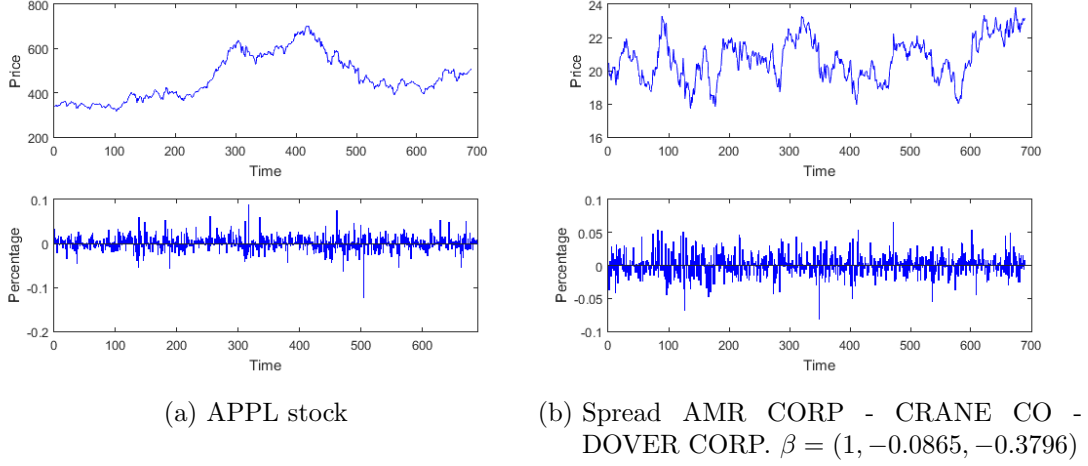 800
600
400
200
Price
0 100 200 300 400 500 600 700
Time
0.1
0
-0.1
-0.2
Percentage
0 100 200 300 400 500 600
Time
(a) APPL stock
24
22
20
18
16
Price
0 100 200 300 400 500 600 700
Time
0.1
0.05
0
-0.05
-0.1
Percentage
0 100 200 300 400 500 600 700
Time
(b) Spread AMR CORP - CRANE CO -
DOVER CORP. β = (1, −0.0865, −0.3796)